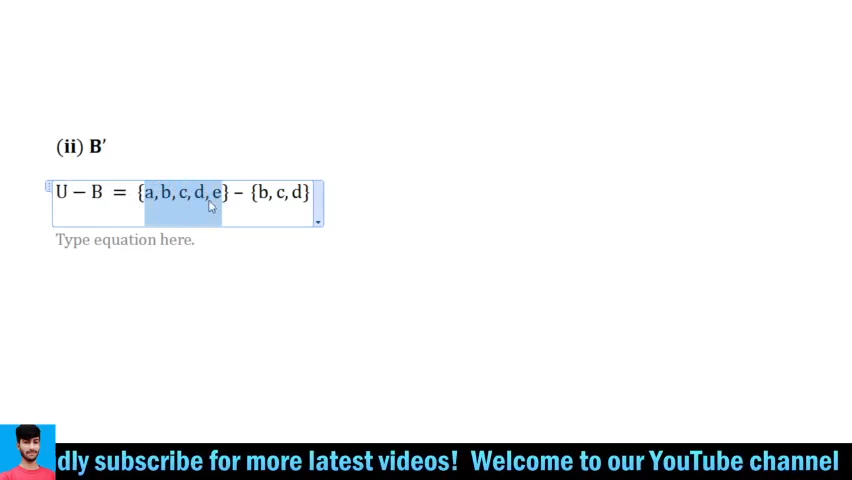 (ii) B′
U − B = {a, b, c, d, e} – {b, c, d}
Type equation here.
dly subscribe for more latest videos! Welcome to our YouTube channel